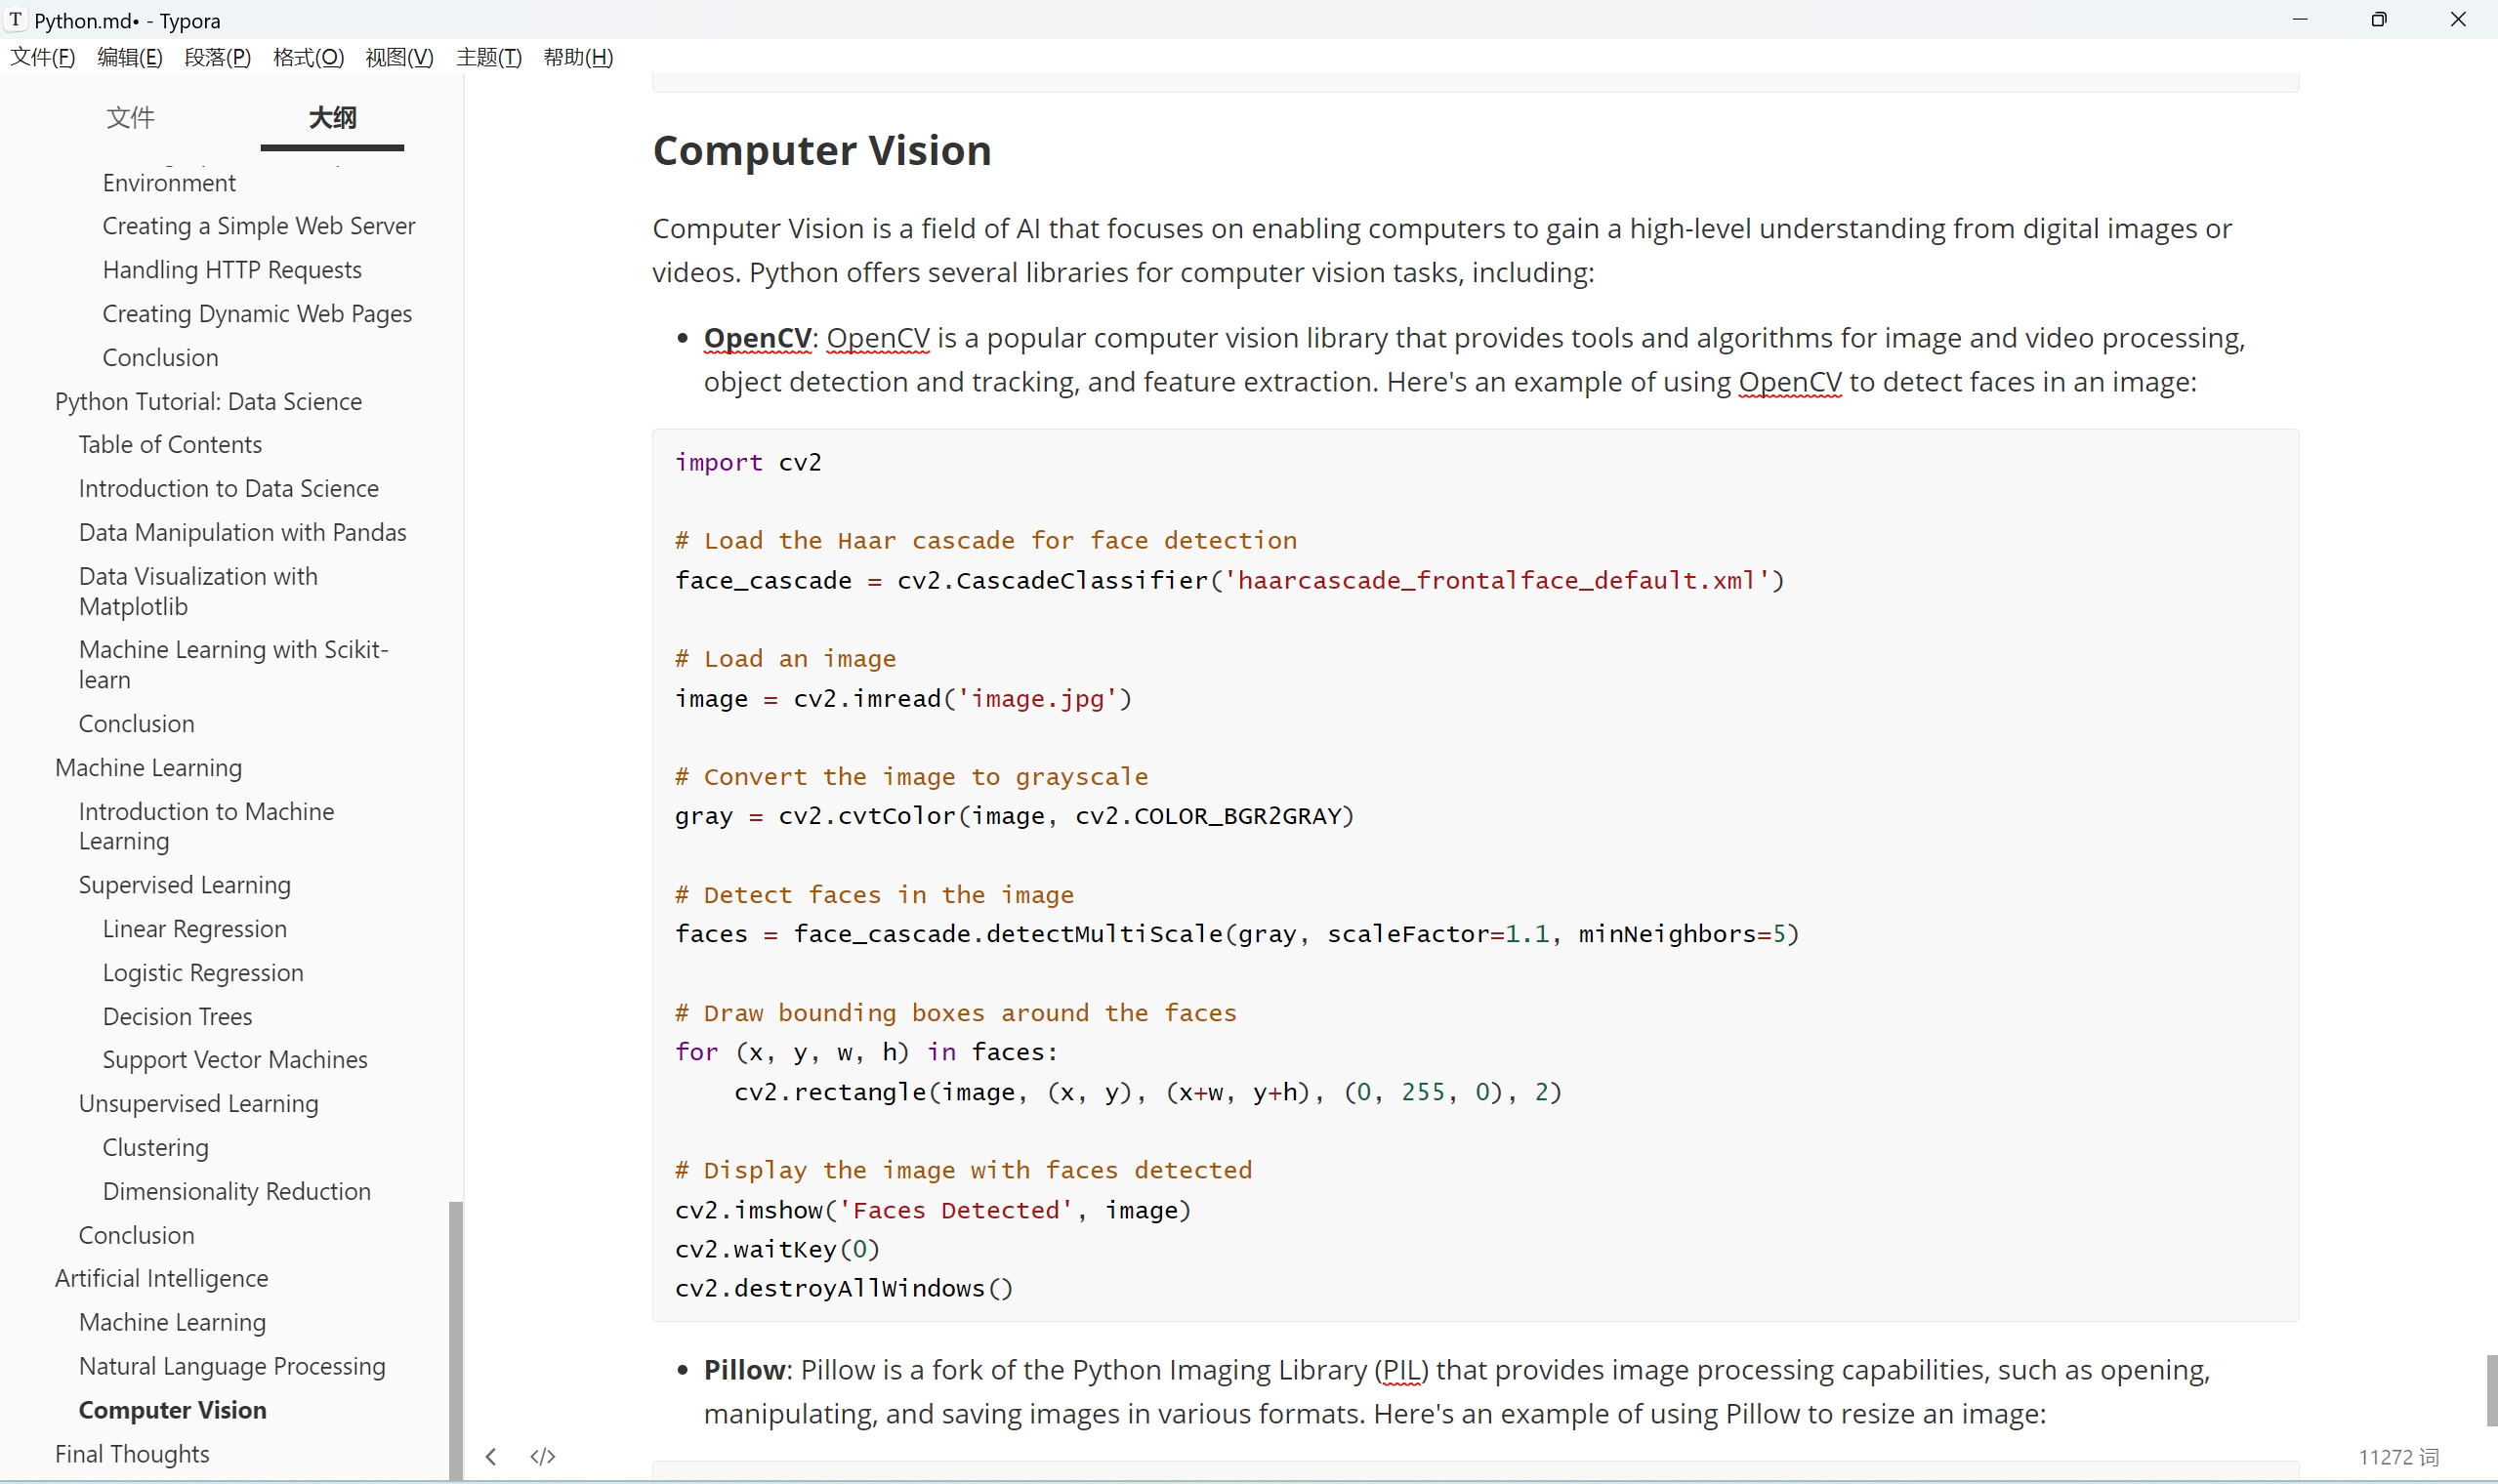 T Python.md• - Typora
文件(F) 编辑(E) 段落(P) 格式(O) 视图(V) 主题(T) 帮助(H)
文件 大纲
Environment
Creating a Simple Web Server
Handling HTTP Requests
Creating Dynamic Web Pages
Conclusion
Python Tutorial: Data Science
Table of Contents
Introduction to Data Science
Data Manipulation with Pandas
Data Visualization with
Matplotlib
Machine Learning with Scikit-
learn
Conclusion
Machine Learning
Introduction to Machine
Learning
Supervised Learning
Linear Regression
Logistic Regression
Decision Trees
Support Vector Machines
Unsupervised Learning
Clustering
Dimensionality Reduction
Conclusion
Artificial Intelligence
Machine Learning
Natural Language Processing
Computer Vision
Final Thoughts
Computer Vision
Computer Vision is a field of AI that focuses on enabling computers to gain a high-level understanding from digital images or
videos. Python offers several libraries for computer vision tasks, including:
• OpenCV: OpenCV is a popular computer vision library that provides tools and algorithms for image and video processing,
object detection and tracking, and feature extraction. Here's an example of using OpenCV to detect faces in an image:
import cv2
# Load the Haar cascade for face detection
face_cascade = cv2.CascadeClassifier('haarcascade_frontalface_default.xml')
# Load an image
image = cv2.imread('image.jpg')
# Convert the image to grayscale
gray = cv2.cvtColor(image, cv2.COLOR_BGR2GRAY)
# Detect faces in the image
faces = face_cascade.detectMultiScale(gray, scaleFactor=1.1, minNeighbors=5)
# Draw bounding boxes around the faces
for (x, y, w, h) in faces:
    cv2.rectangle(image, (x, y), (x+w, y+h), (0, 255, 0), 2)
# Display the image with faces detected
cv2.imshow('Faces Detected', image)
cv2.waitKey(0)
cv2.destroyAllWindows()
• Pillow: Pillow is a fork of the Python Imaging Library (PIL) that provides image processing capabilities, such as opening,
manipulating, and saving images in various formats. Here's an example of using Pillow to resize an image:
</>
11272 词